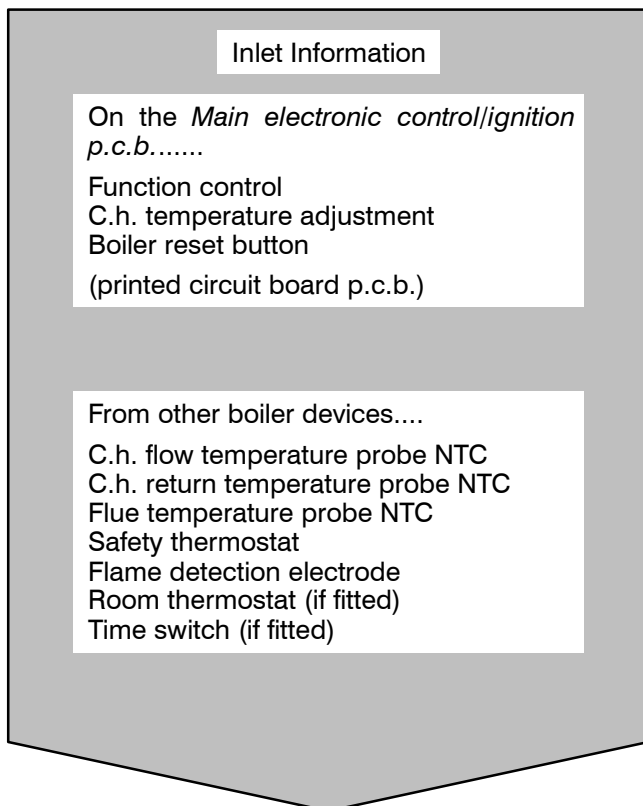 Inlet Information
On the Main electronic control/ignition
p.c.b.......
Function control
C.h. temperature adjustment
Boiler reset button
(printed circuit board p.c.b.)
From other boiler devices....
C.h. flow temperature probe NTC
C.h. return temperature probe NTC
Flue temperature probe NTC
Safety thermostat
Flame detection electrode
Room thermostat (if fitted)
Time switch (if fitted)